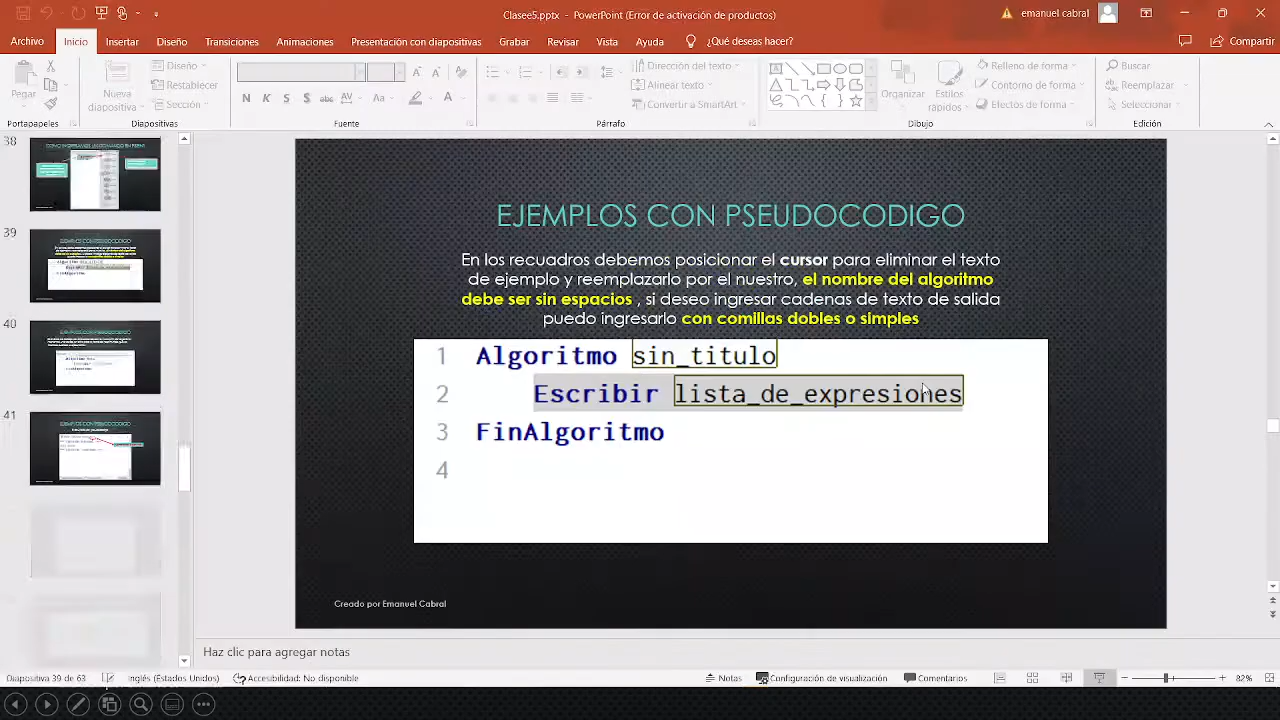 Clasee5.pptx - PowerPoint (Error de activación de productos)
emanuel cabral
Archivo Inicio Insertar Diseño Transiciones Animaciones Presentación con diapositivas Grabar Revisar Vista Ayuda ¿Qué deseas hacer? Compartir
Pegar
Nueva diapositiva
Diseño
Restablecer
Sección
N K S S abc AV Aa A
Dirección del texto
Alinear texto
Convertir a SmartArt
Organizar
Estilos rápidos
Relleno de forma
Contorno de forma
Efectos de forma
Buscar
Reemplazar
Seleccionar
Portapapeles Diapositivas Fuente Párrafo Dibujo Edición
38
39
40
41
EJEMPLOS CON PSEUDOCODIGO
En los recuadros debemos posicionar el cursor para eliminar el texto
de ejemplo y reemplazarlo por el nuestro, el nombre del algoritmo
debe ser sin espacios , si deseo ingresar cadenas de texto de salida
puedo ingresarlo con comillas dobles o simples
1 Algoritmo sin_titulo
2 Escribir lista_de_expresiones
3 FinAlgoritmo
4
Creado por Emanuel Cabral
Haz clic para agregar notas
Diapositiva 39 de 63 Inglés (Estados Unidos) Accesibilidad: No disponible Notas Configuración de visualización Comentarios 82%